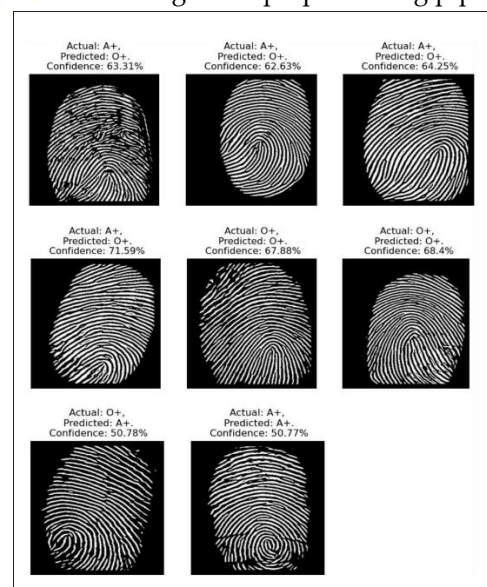 Actual: A+,
Predicted: O+.
Confidence: 63.31%
Actual: A+,
Predicted: O+.
Confidence: 62.63%
Actual: A+,
Predicted: O+.
Confidence: 64.25%
Actual: A+,
Predicted: O+.
Confidence: 71.59%
Actual: O+,
Predicted: O+.
Confidence: 67.88%
Actual: O+,
Predicted: O+.
Confidence: 68.4%
Actual: O+,
Predicted: A+.
Confidence: 50.78%
Actual: A+,
Predicted: A+.
Confidence: 50.77%